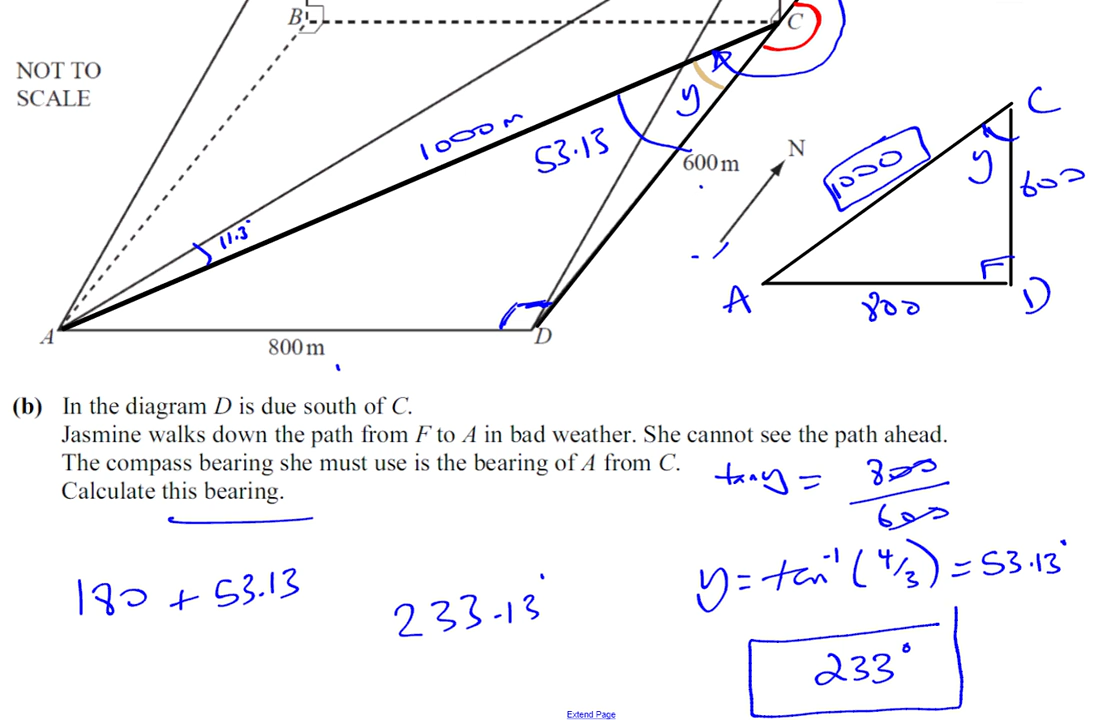 B
C
NOT TO
SCALE
1000 m
y
53.13
600 m
N
C
1000
y
600
11.3°
A
D
A
D
800
800 m
(b) In the diagram D is due south of C.
Jasmine walks down the path from F to A in bad weather. She cannot see the path ahead.
The compass bearing she must use is the bearing of A from C.
Calculate this bearing.
tan y = 800
600
180 + 53.13
233.13°
y = tan⁻¹ (4/3) = 53.13°
233°
Extend Page